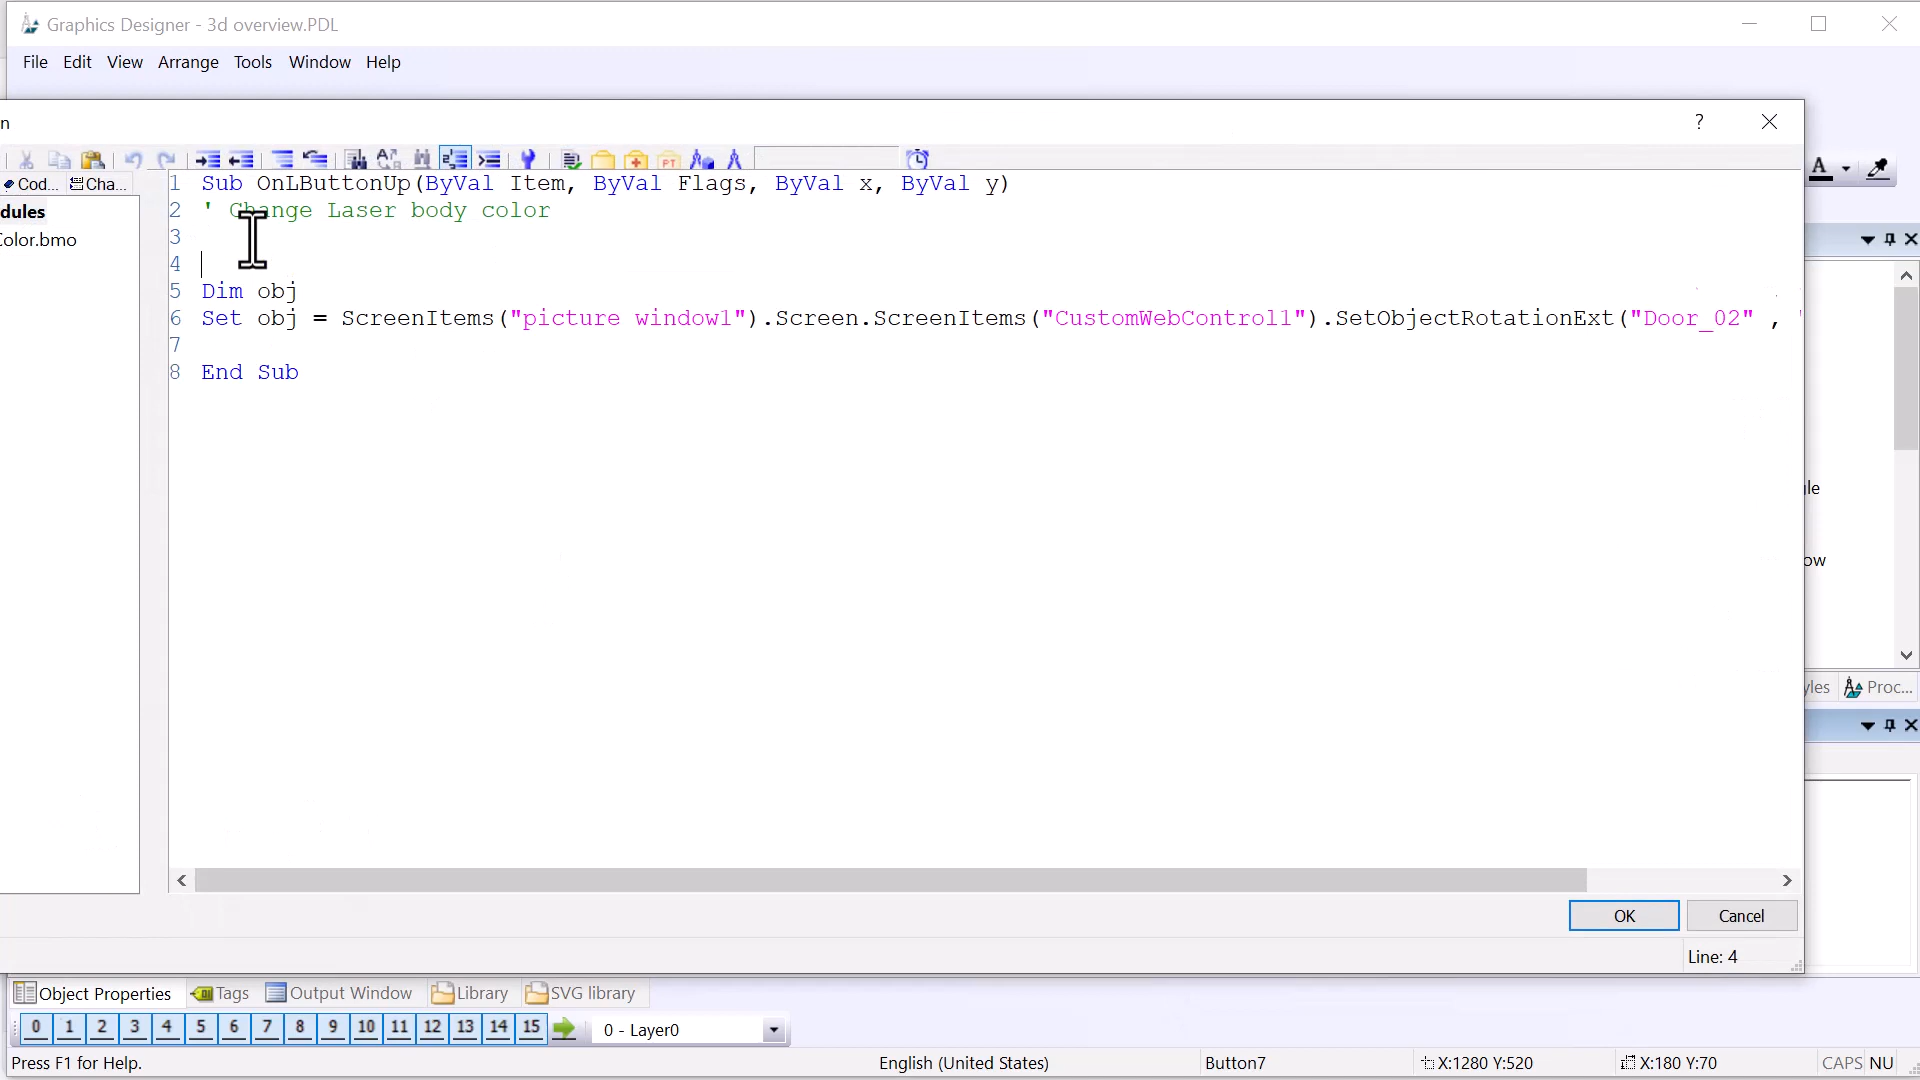 Graphics Designer - 3d overview.PDL
File Edit View Arrange Tools Window Help
n
?
Cod... Cha...
dules
Color.bmo
1 Sub OnLButtonUp(ByVal Item, ByVal Flags, ByVal x, ByVal y)
2 ' Change Laser body color
3
4
5 Dim obj
6 Set obj = ScreenItems("picture window1").Screen.ScreenItems("CustomWebControl1").SetObjectRotationExt("Door_02" , "
7
8 End Sub
A
yles Proc...
OK Cancel
Line: 4
Object Properties Tags Output Window Library SVG library
0 1 2 3 4 5 6 7 8 9 10 11 12 13 14 15 0 - Layer0
Press F1 for Help. English (United States) Button7 X:1280 Y:520 X:180 Y:70 CAPS NU